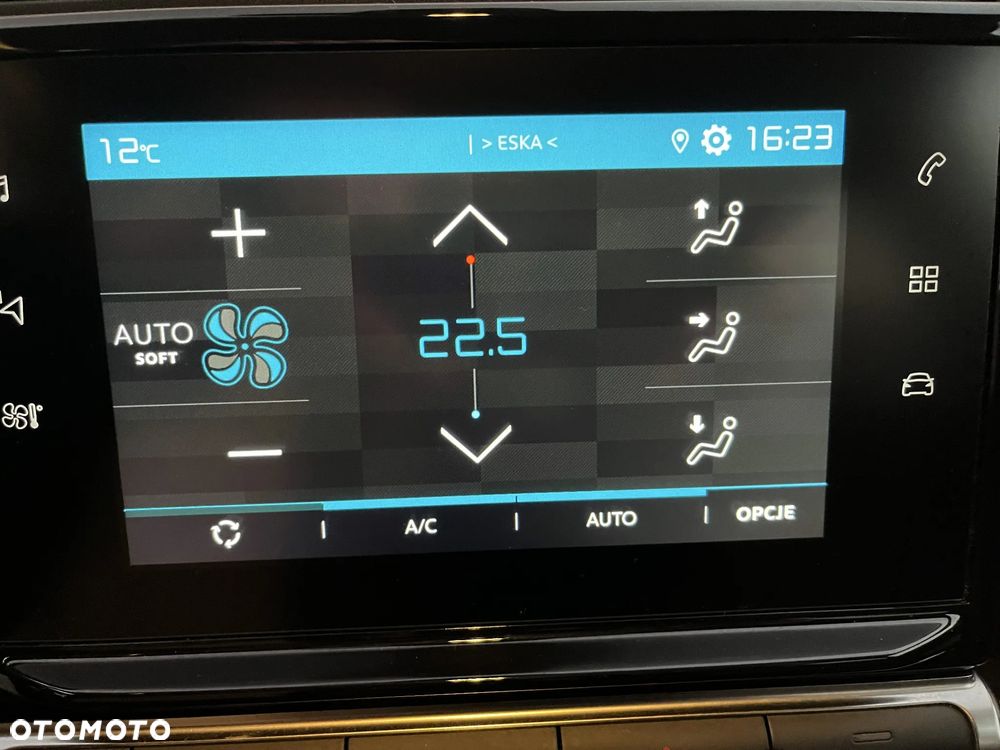 12°C
| > ESKA <
16:23
AUTO
SOFT
22.5
A/C
AUTO
OPCJE
OTOMOTO